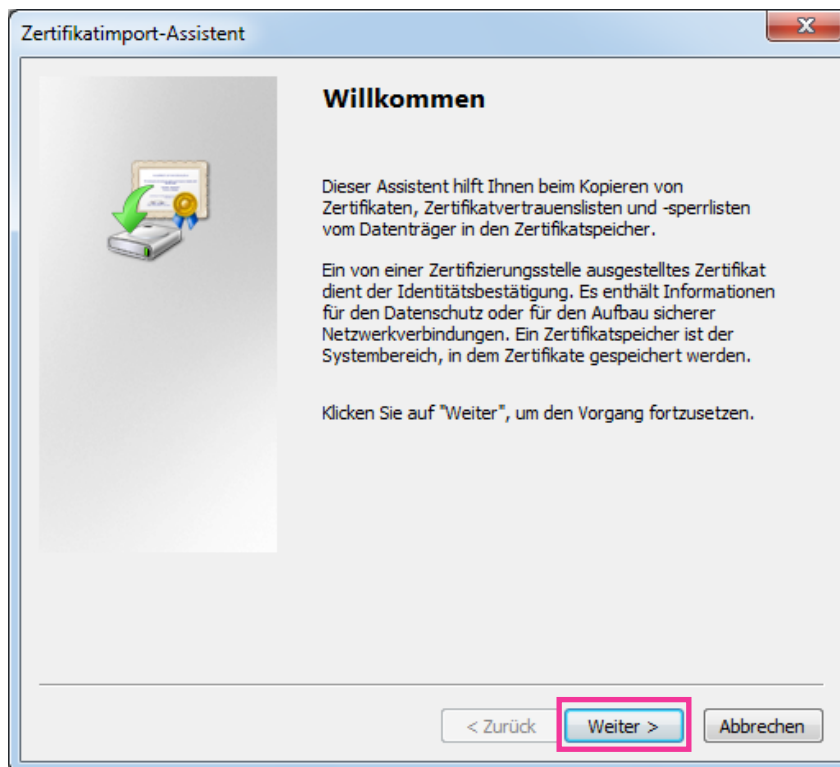 Zertifikatimport-Assistent
Willkommen
Dieser Assistent hilft Ihnen beim Kopieren von
Zertifikaten, Zertifikatvertrauenslisten und -sperrlisten
vom Datenträger in den Zertifikatspeicher.
Ein von einer Zertifizierungsstelle ausgestelltes Zertifikat
dient der Identitätsbestätigung. Es enthält Informationen
für den Datenschutz oder für den Aufbau sicherer
Netzwerkverbindungen. Ein Zertifikatspeicher ist der
Systembereich, in dem Zertifikate gespeichert werden.
Klicken Sie auf "Weiter", um den Vorgang fortzusetzen.
< Zurück Weiter > Abbrechen